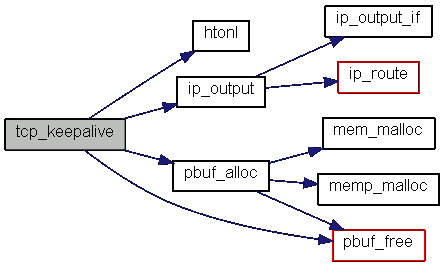 tcp_keepalive
htonl
ip_output
ip_output_if
ip_route
pbuf_alloc
mem_malloc
memp_malloc
pbuf_free